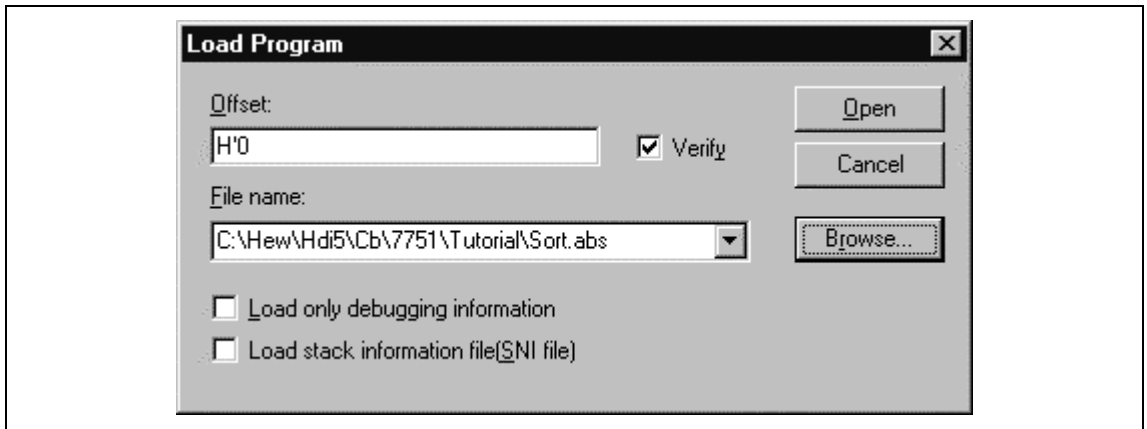 Load Program
Offset:
H'0
Verify
Open
Cancel
File name:
C:\Hew\Hdi5\Cb\7751\Tutorial\Sort.abs
Browse...
Load only debugging information
Load stack information file(SNI file)